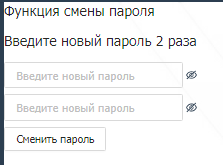 Функция смены пароля
Введите новый пароль 2 раза
Введите новый пароль
Введите новый пароль
Сменить пароль